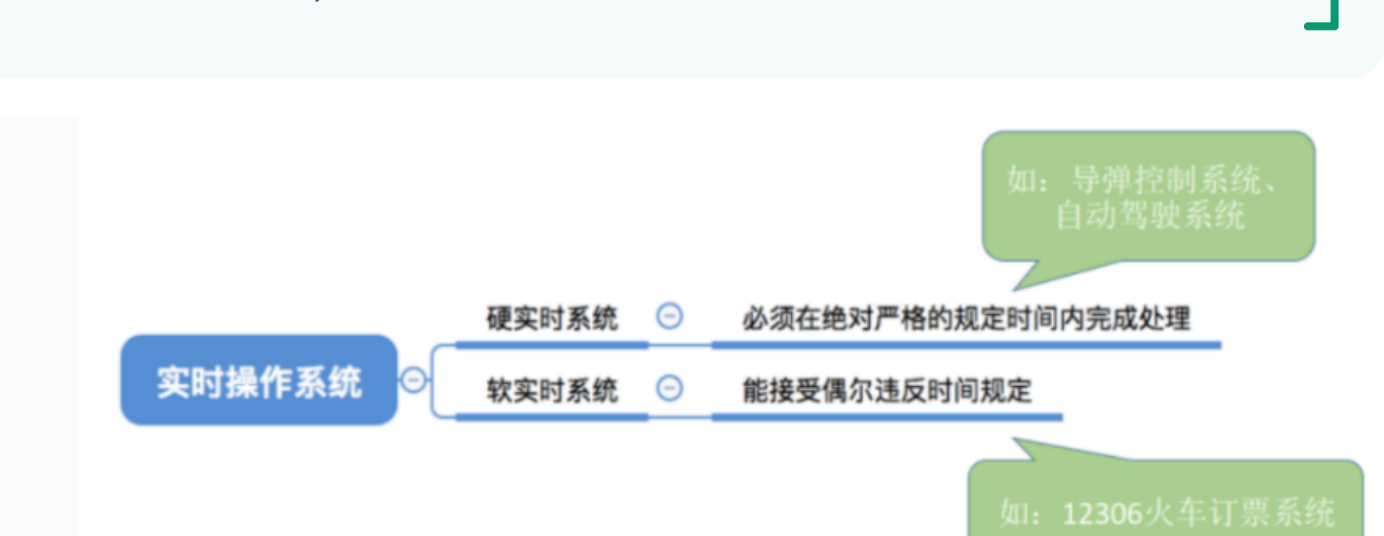 如：导弹控制系统、
自动驾驶系统
硬实时系统 必须在绝对严格的规定时间内完成处理
实时操作系统
软实时系统 能接受偶尔违反时间规定
如：12306火车订票系统